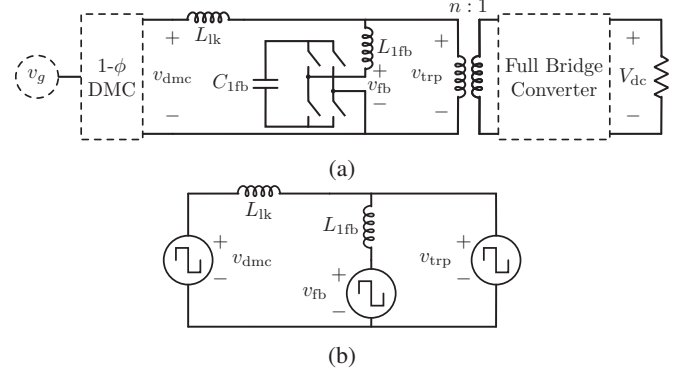 n : 1
L_lk
L_1fb
1-ϕ
DMC
v_g
+
v_dmc
−
C_1fb
+
v_fb
−
+
v_trp
−
Full Bridge
Converter
+
V_dc
−
(a)
L_lk
L_1fb
+
v_dmc
−
+
v_fb
−
+
v_trp
−
(b)